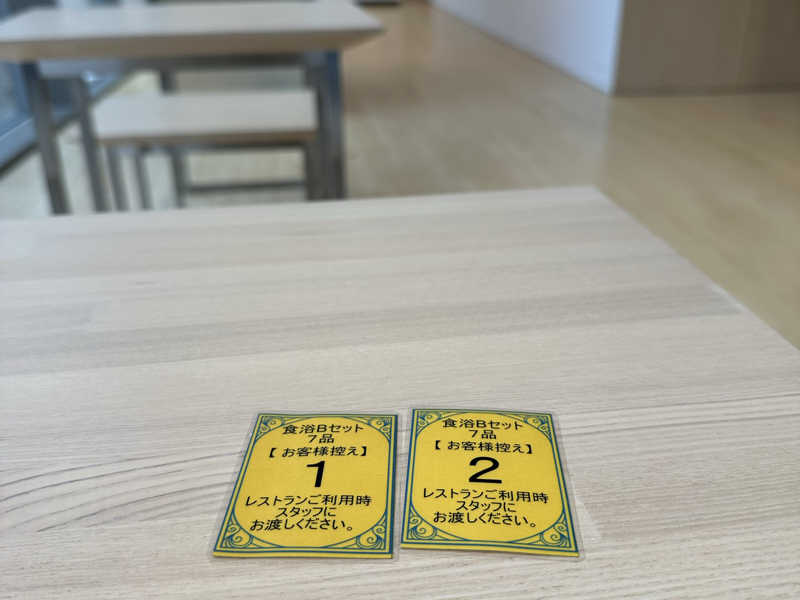 食浴Bセット
7品
【お客様控え】
1
レストランご利用時
スタッフに
お渡しください。
食浴Bセット
7品
【お客様控え】
2
レストランご利用時
スタッフに
お渡しください。